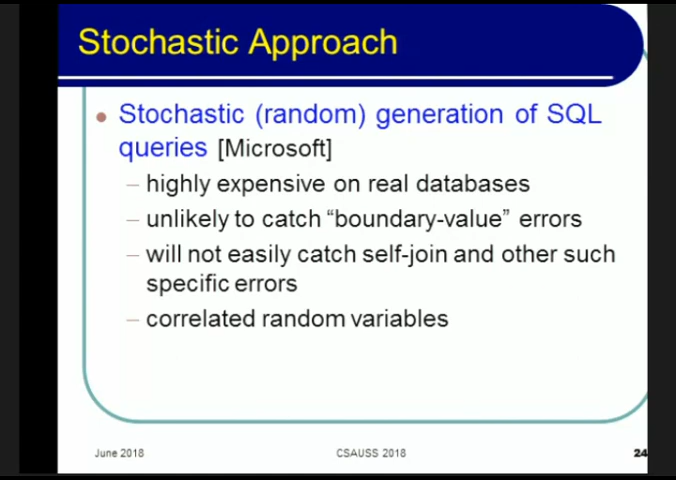 Stochastic Approach
• Stochastic (random) generation of SQL
queries [Microsoft]
– highly expensive on real databases
– unlikely to catch “boundary-value” errors
– will not easily catch self-join and other such
specific errors
– correlated random variables
June 2018 CSAUSS 2018 24